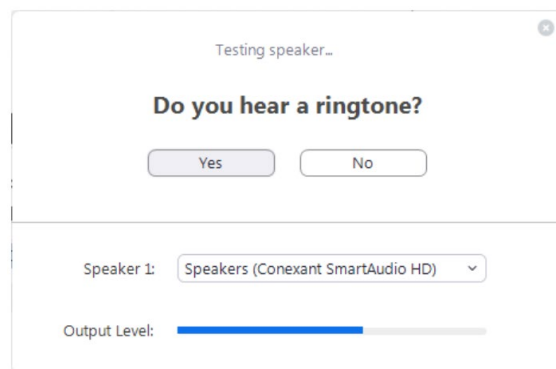 Testing speaker...
Do you hear a ringtone?
Yes No
Speaker 1: Speakers (Conexant SmartAudio HD)
Output Level: